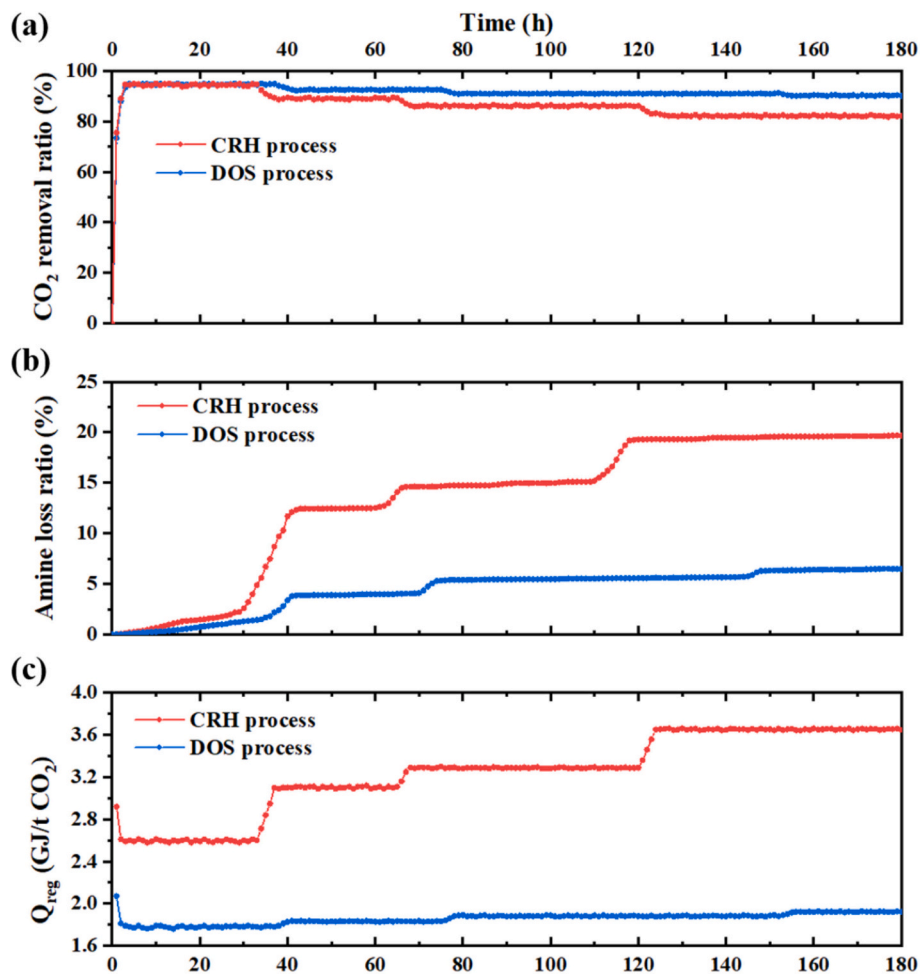 (a)
Time (h)
0 20 40 60 80 100 120 140 160 180
100
80
60
40
20
0
CO₂ removal ratio (%)
CRH process
DOS process
(b)
25
20
15
10
5
0
Amine loss ratio (%)
CRH process
DOS process
(c)
4.0
3.6
3.2
2.8
2.4
2.0
1.6
Q_reg (GJ/t CO₂)
CRH process
DOS process
0 20 40 60 80 100 120 140 160 180